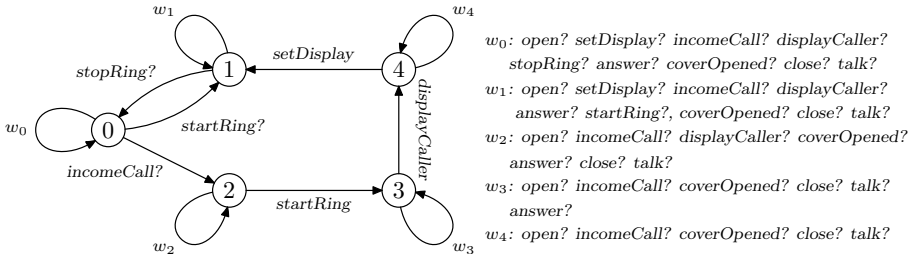 w1
w4
setDisplay
1
4
stopRing?
displayCaller
startRing?
w0
0
incomeCall?
2
startRing
3
w2
w3
w0: open? setDisplay? incomeCall? displayCaller?
stopRing? answer? coverOpened? close? talk?
w1: open? setDisplay? incomeCall? displayCaller?
answer? startRing?, coverOpened? close? talk?
w2: open? incomeCall? displayCaller? coverOpened?
answer? close? talk?
w3: open? incomeCall? coverOpened? close? talk?
answer?
w4: open? incomeCall? coverOpened? close? talk?